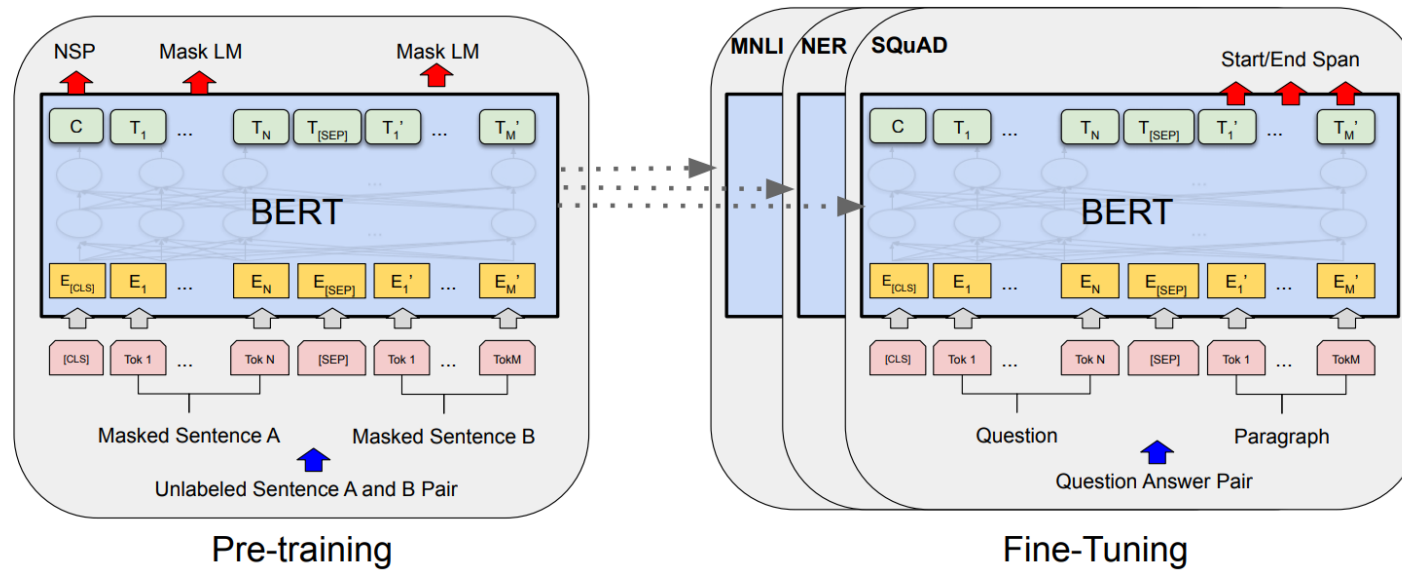 NSP Mask LM Mask LM
C T1 ... TN T[SEP] T1’ ... TM’
...
...
BERT
E[CLS] E1 ... EN E[SEP] E1’ ... EM’
[CLS] Tok 1 ... Tok N [SEP] Tok 1 ... TokM
Masked Sentence A Masked Sentence B
Unlabeled Sentence A and B Pair
Pre-training
MNLI NER SQuAD
Start/End Span
C T1 ... TN T[SEP] T1’ ... TM’
...
...
BERT
E[CLS] E1 ... EN E[SEP] E1’ ... EM’
[CLS] Tok 1 ... Tok N [SEP] Tok 1 ... TokM
Question Paragraph
Question Answer Pair
Fine-Tuning